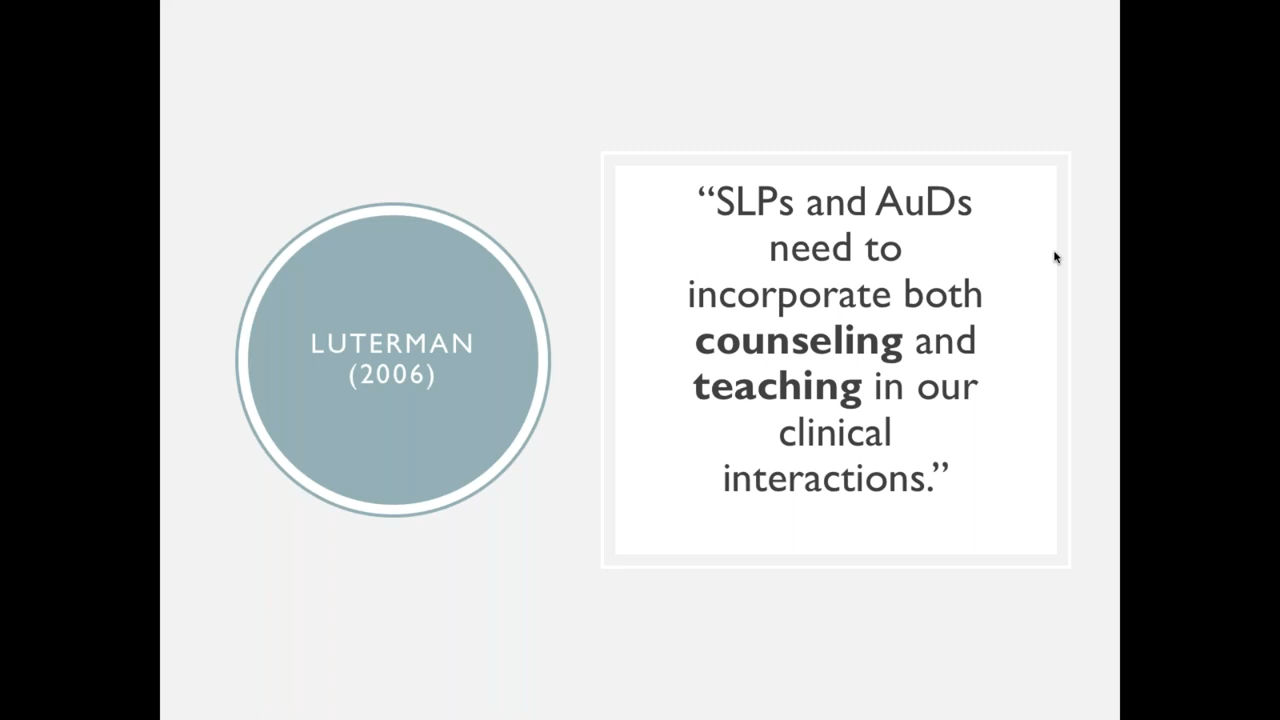 LUTERMAN
(2006)
“SLPs and AuDs
need to
incorporate both
counseling and
teaching in our
clinical
interactions.”